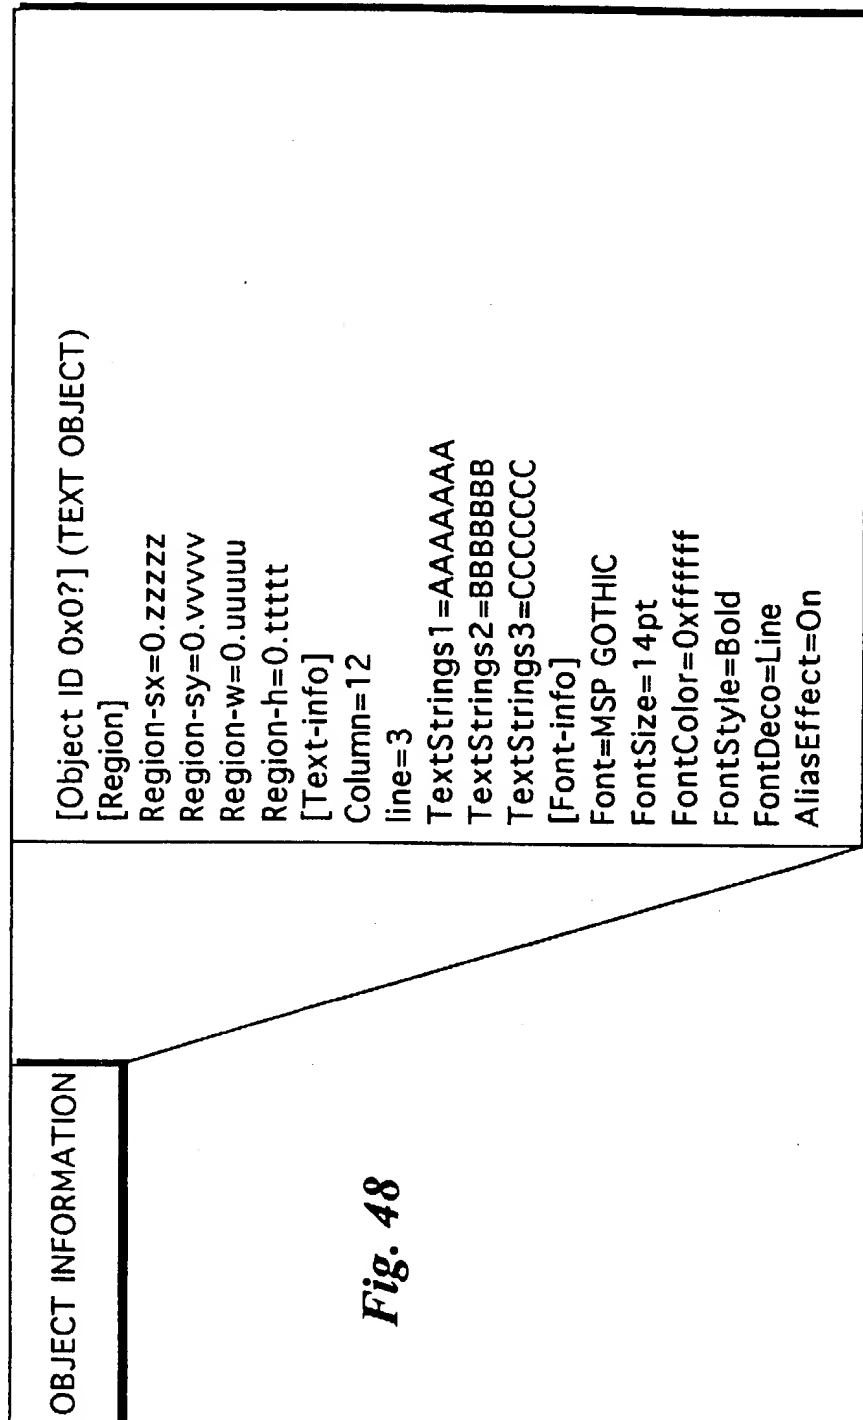 OBJECT INFORMATION
[Object ID 0x0?] (TEXT OBJECT)
[Region]
Region-sx=0.zzzzz
Region-sy=0.vvvvv
Region-w=0.uuuuu
Region-h=0.ttttt
[Text-info]
Column=12
line=3
TextStrings1=AAAAAAA
TextStrings2=BBBBBBB
TextStrings3=CCCCCCC
[Font-info]
Font=MSP GOTHIC
FontSize=14pt
FontColor=0xffffff
FontStyle=Bold
FontDeco=Line
AliasEffect=On
Fig. 48